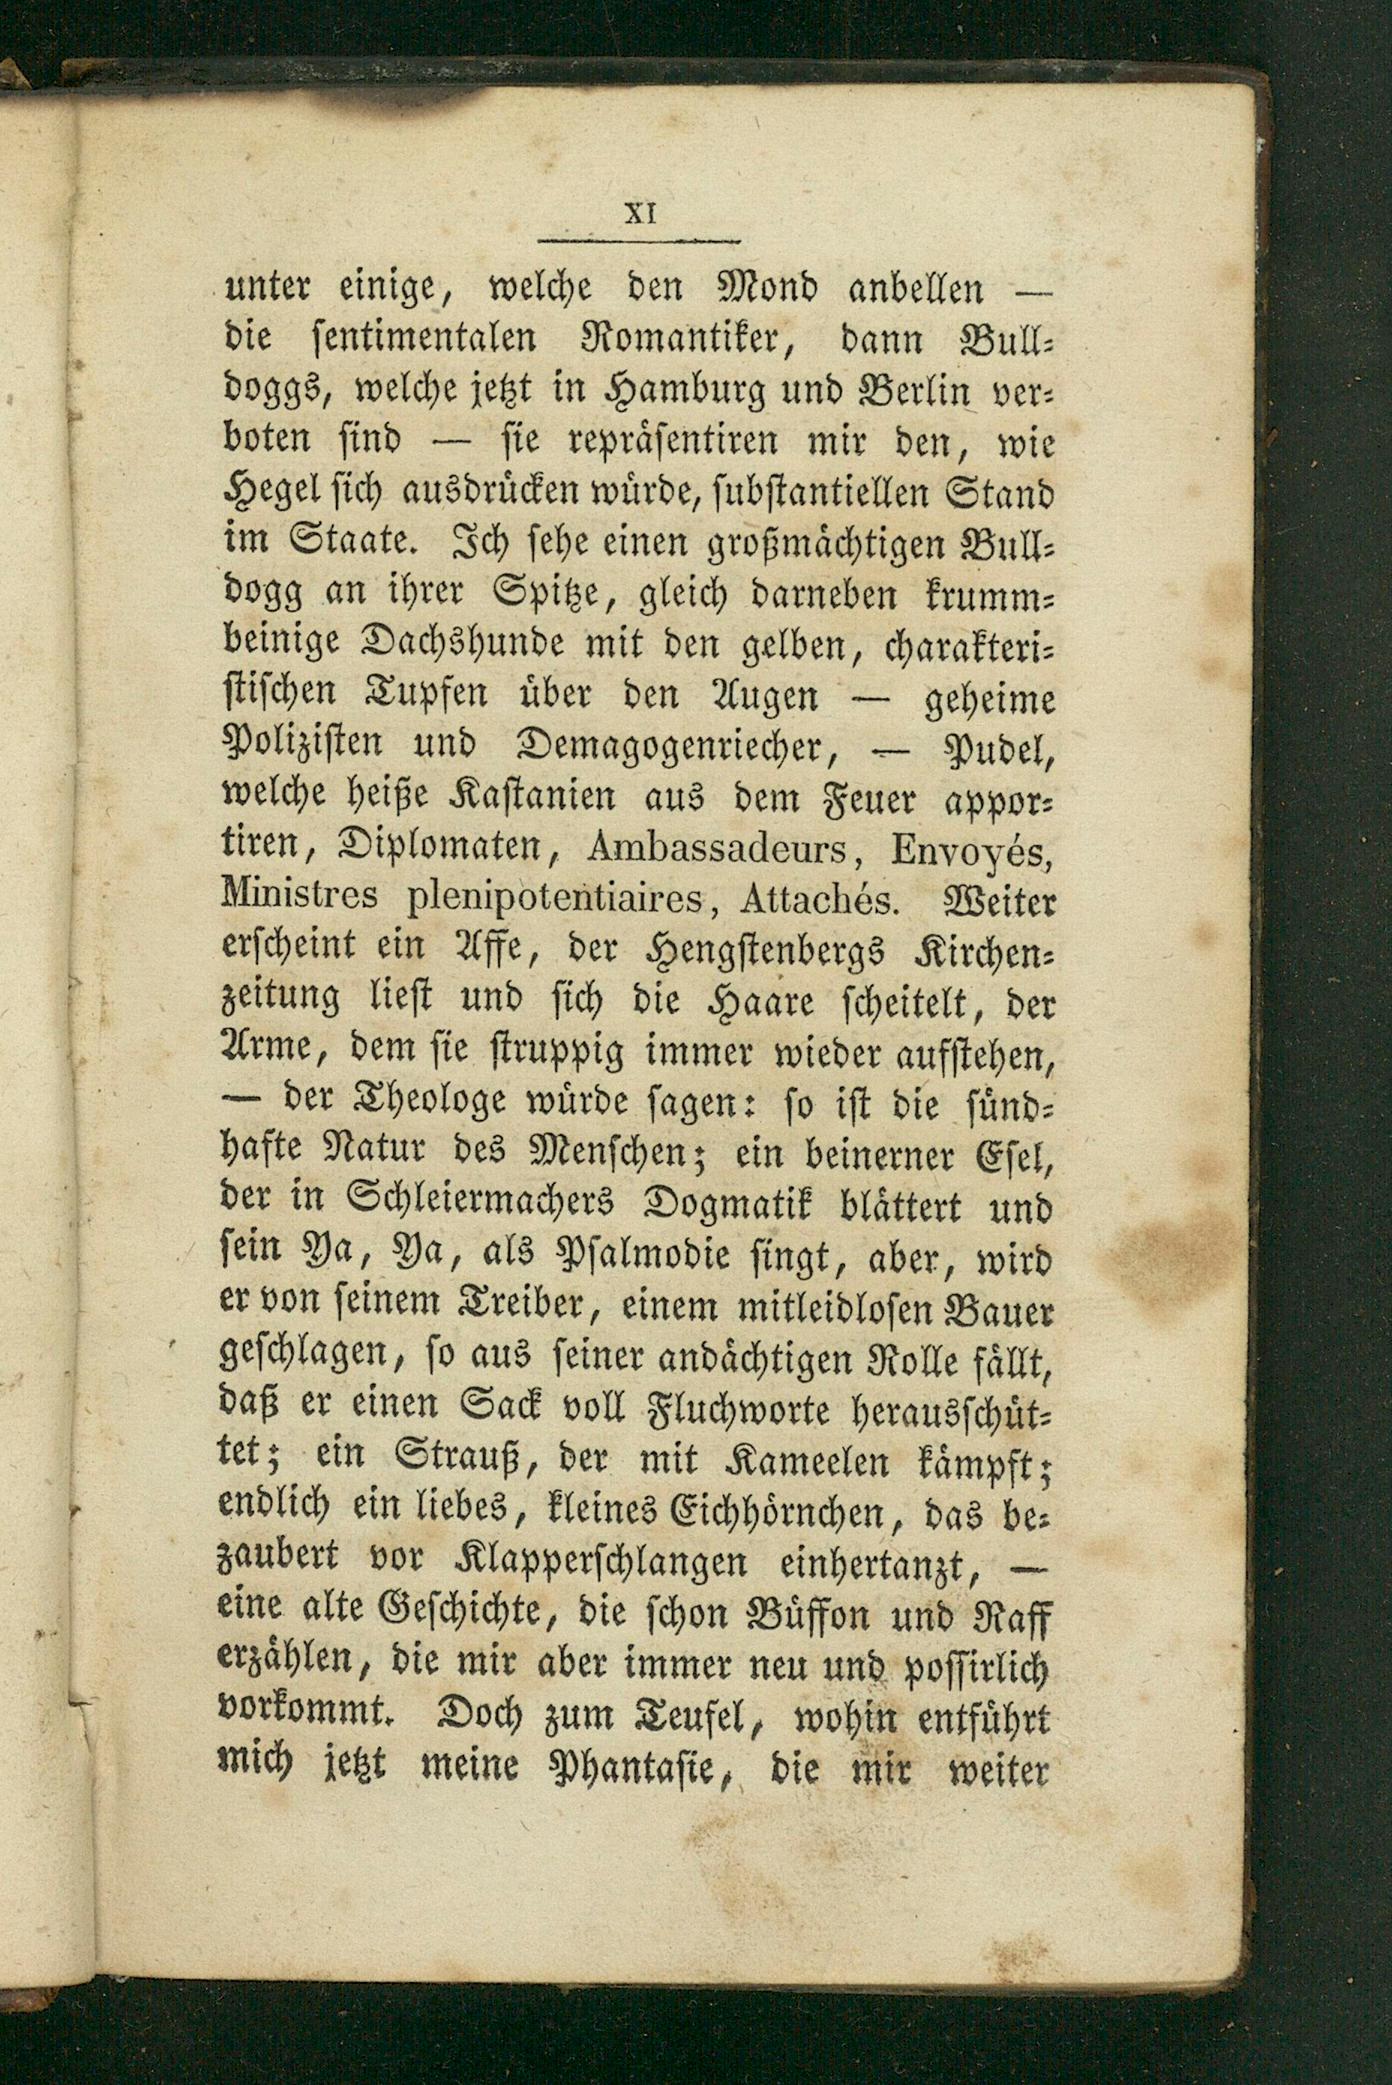 XI
unter einige, welche den Mond anbellen —
die sentimentalen Romantiker, dann Bull-
doggs, welche jetzt in Hamburg und Berlin ver-
boten sind — sie repräsentiren mir den, wie
Hegel sich ausdrücken würde, substantiellen Stand
im Staate. Ich sehe einen großmächtigen Bull-
dogg an ihrer Spitze, gleich darneben krumm-
beinige Dachshunde mit den gelben, charakteri-
stischen Tupfen über den Augen — geheime
Polizisten und Demagogenriecher, — Pudel,
welche heiße Kastanien aus dem Feuer appor-
tiren, Diplomaten, Ambassadeurs, Envoyés,
Ministres plenipotentiaires, Attachés. Weiter
erscheint ein Affe, der Hengstenbergs Kirchen-
zeitung liest und sich die Haare scheitelt, der
Arme, dem sie struppig immer wieder aufstehen,
— der Theologe würde sagen: so ist die sünd-
hafte Natur des Menschen; ein beinerner Esel,
der in Schleiermachers Dogmatik blättert und
sein Ya, Ya, als Psalmodie singt, aber, wird
er von seinem Treiber, einem mitleidlosen Bauer
geschlagen, so aus seiner andächtigen Rolle fällt,
daß er einen Sack voll Fluchworte herausschüt-
tet; ein Strauß, der mit Kameelen kämpft;
endlich ein liebes, kleines Eichhörnchen, das be-
zaubert vor Klapperschlangen einhertanzt, —
eine alte Geschichte, die schon Büffon und Raff
erzählen, die mir aber immer neu und possirlich
vorkommt. Doch zum Teufel, wohin entführt
mich jetzt meine Phantasie, die mir weiter